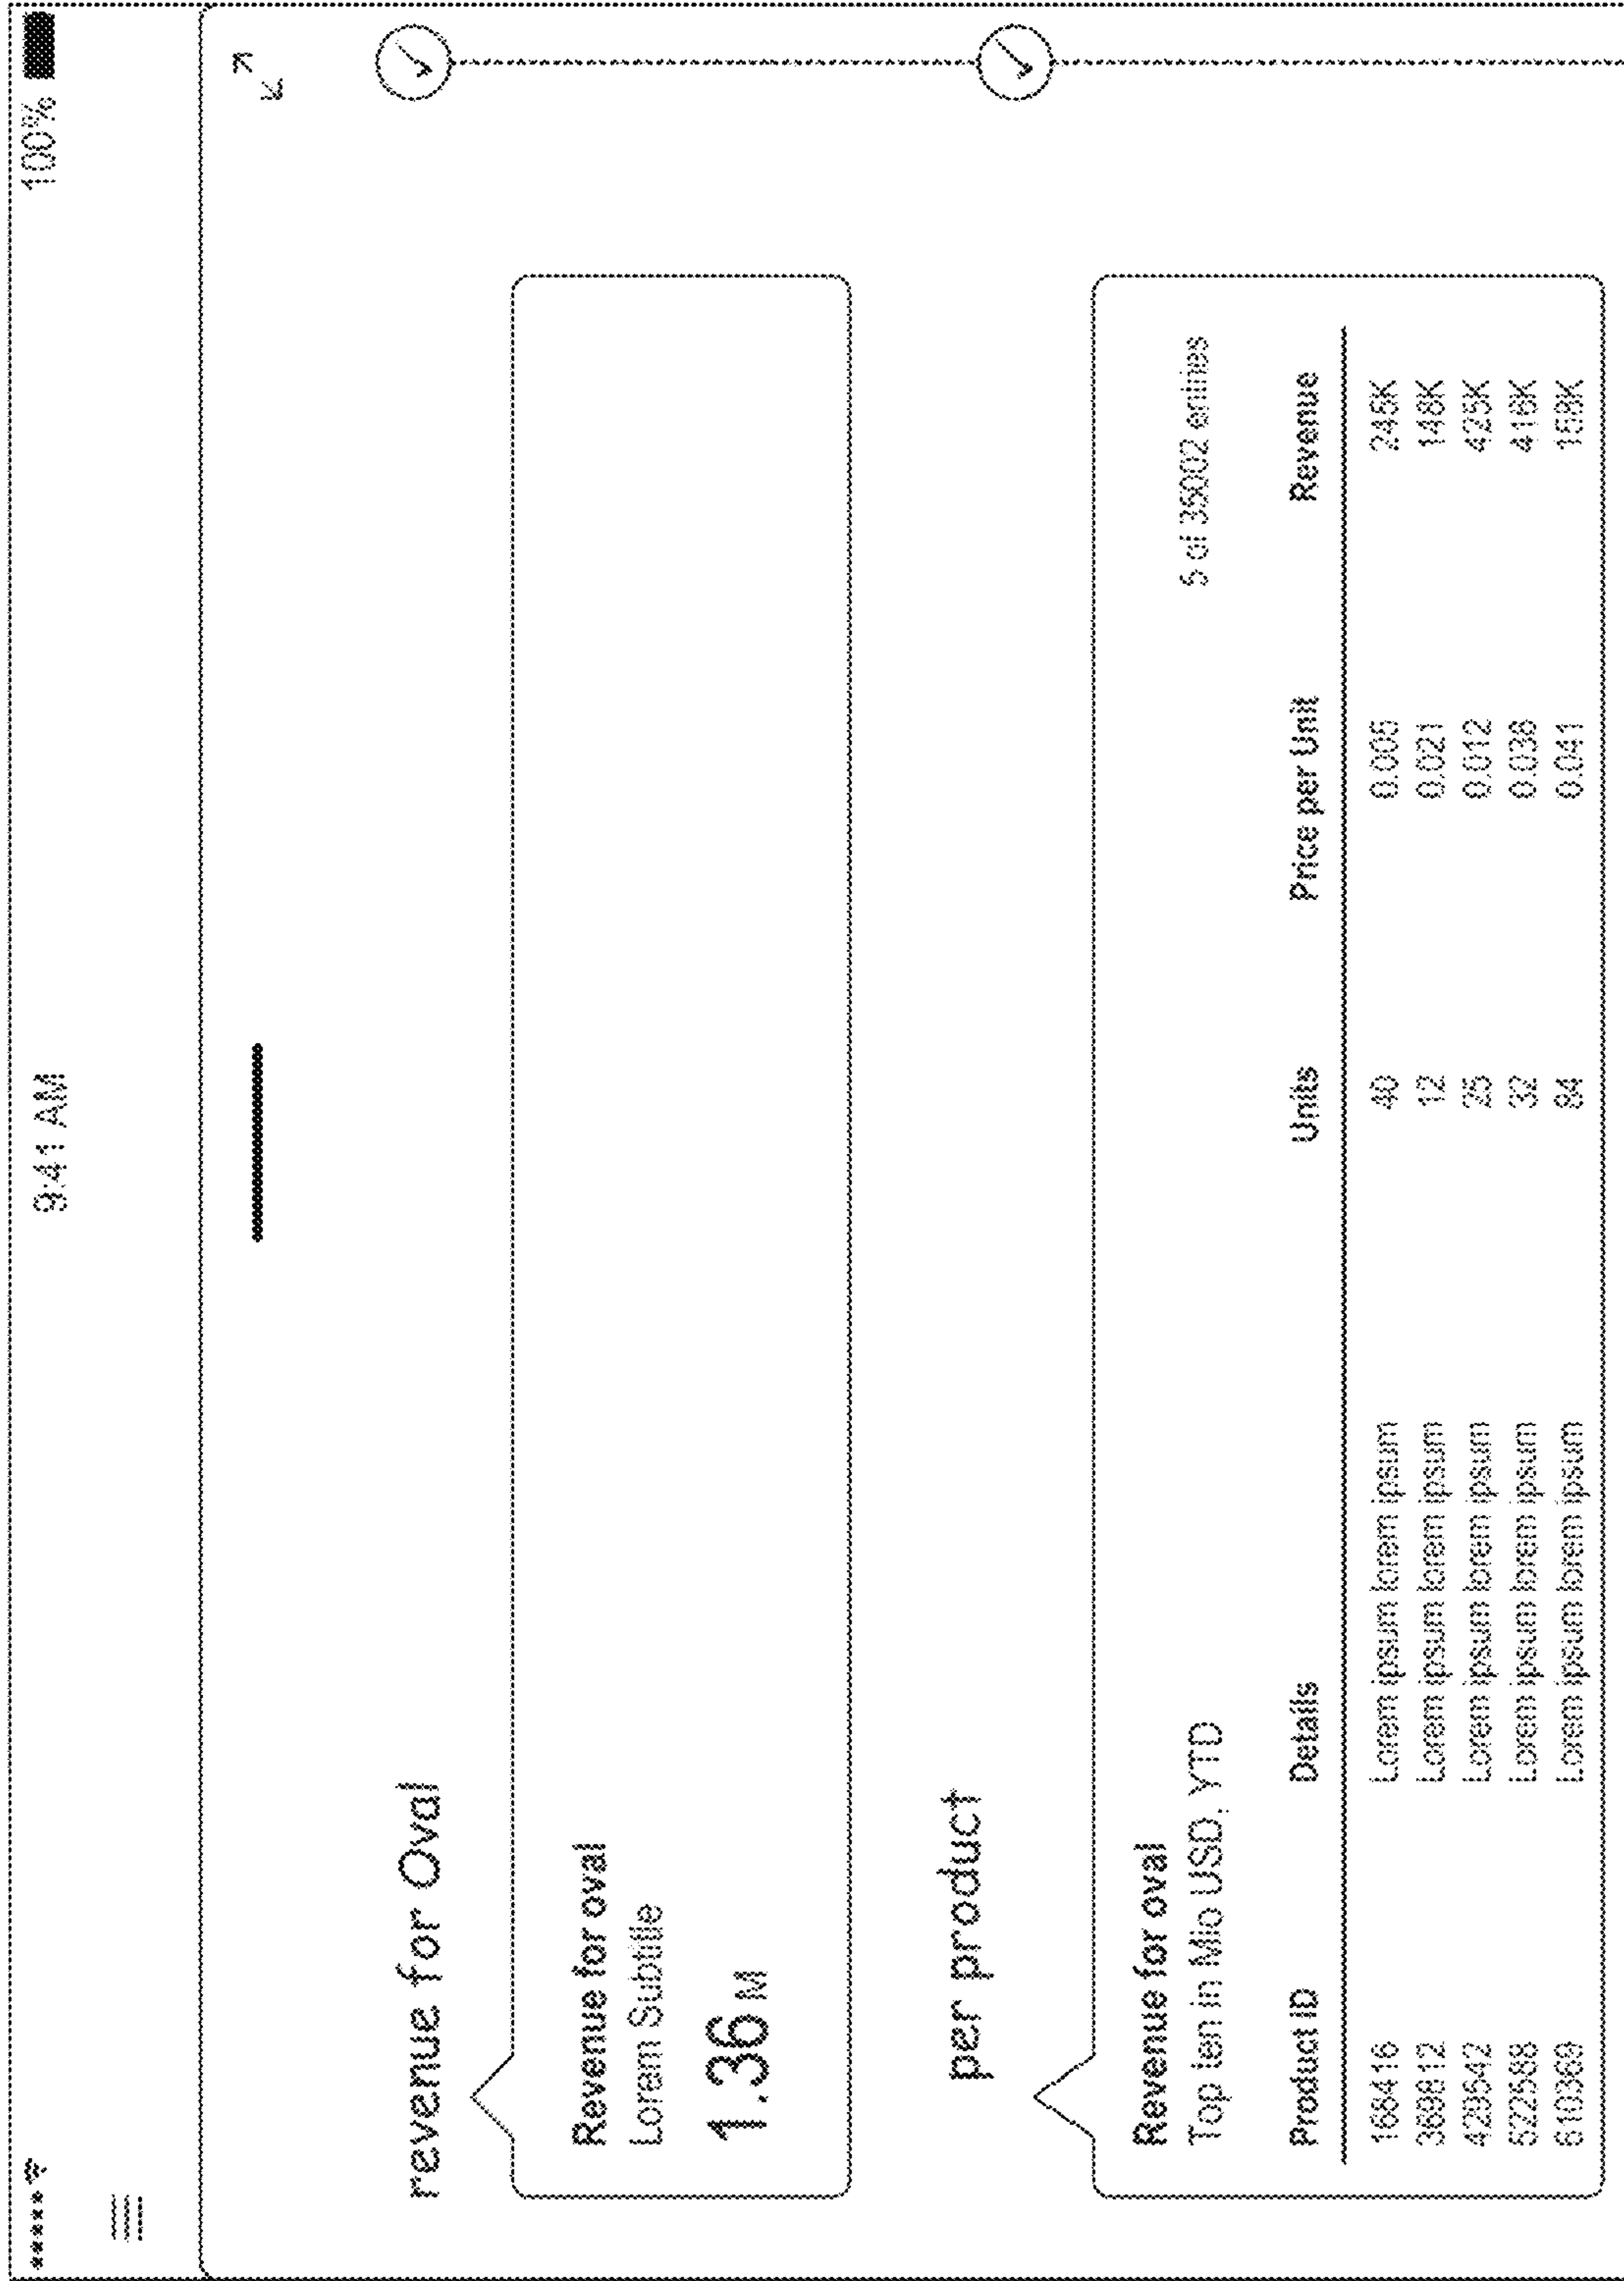 9:41 AM 100%
revenue for Oval
Revenue for oval
Lorem Subtitle
1.36 M
per product
Revenue for oval
Top ten in Mio USD, YTD
5 of 35002 entries
Product ID Details Units Price per Unit Revenue
168416 Lorem ipsum lorem ipsum 40 0.005 245K
369812 Lorem ipsum lorem ipsum 12 0.021 148K
429542 Lorem ipsum lorem ipsum 25 0.012 425K
522588 Lorem ipsum lorem ipsum 32 0.036 416K
610369 Lorem ipsum lorem ipsum 84 0.041 158K